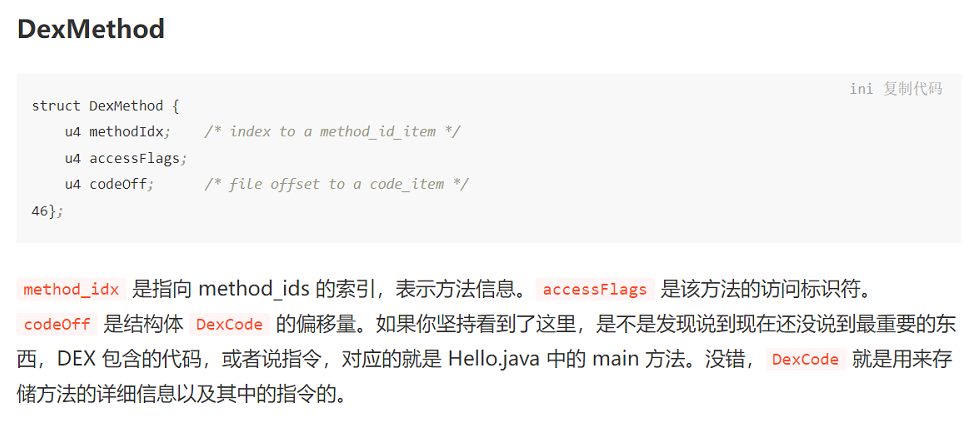 DexMethod
ini 复制代码
struct DexMethod {
    u4 methodIdx;    /* index to a method_id_item */
    u4 accessFlags;
    u4 codeOff;      /* file offset to a code_item */
46};
method_idx 是指向 method_ids 的索引，表示方法信息。 accessFlags 是该方法的访问标识符。
codeOff 是结构体 DexCode 的偏移量。如果你坚持看到了这里，是不是发现说到现在还没说到最重要的东
西，DEX 包含的代码，或者说指令，对应的就是 Hello.java 中的 main 方法。没错， DexCode 就是用来存
储方法的详细信息以及其中的指令的。